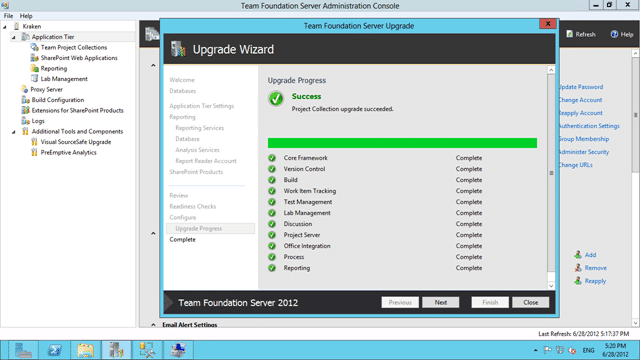 Team Foundation Server Administration Console
File Help
Kraken
Application Tier
Team Project Collections
SharePoint Web Applications
Reporting
Lab Management
Proxy Server
Build Configuration
Extensions for SharePoint Products
Logs
Additional Tools and Components
Visual SourceSafe Upgrade
PreEmptive Analytics
Team Foundation Server Upgrade
Upgrade Wizard
Welcome
Databases
Application Tier Settings
Reporting
Reporting Services
Database
Analysis Services
Report Reader Account
SharePoint Products
Review
Readiness Checks
Configure
Upgrade Progress
Complete
Upgrade Progress
Success
Project Collection upgrade succeeded.
Core Framework Complete
Version Control Complete
Build Complete
Work Item Tracking Complete
Test Management Complete
Lab Management Complete
Discussion Complete
Project Server Complete
Office Integration Complete
Process Complete
Reporting Complete
Team Foundation Server 2012
Previous Next Finish Close
Refresh Help
Update Password
Change Account
Reapply Account
Authentication Settings
Group Membership
Administer Security
Change URLs
Add
Remove
Reapply
Email Alert Settings
Last Refresh: 6/28/2012 5:17:37 PM
ENG
5:20 PM
6/28/2012